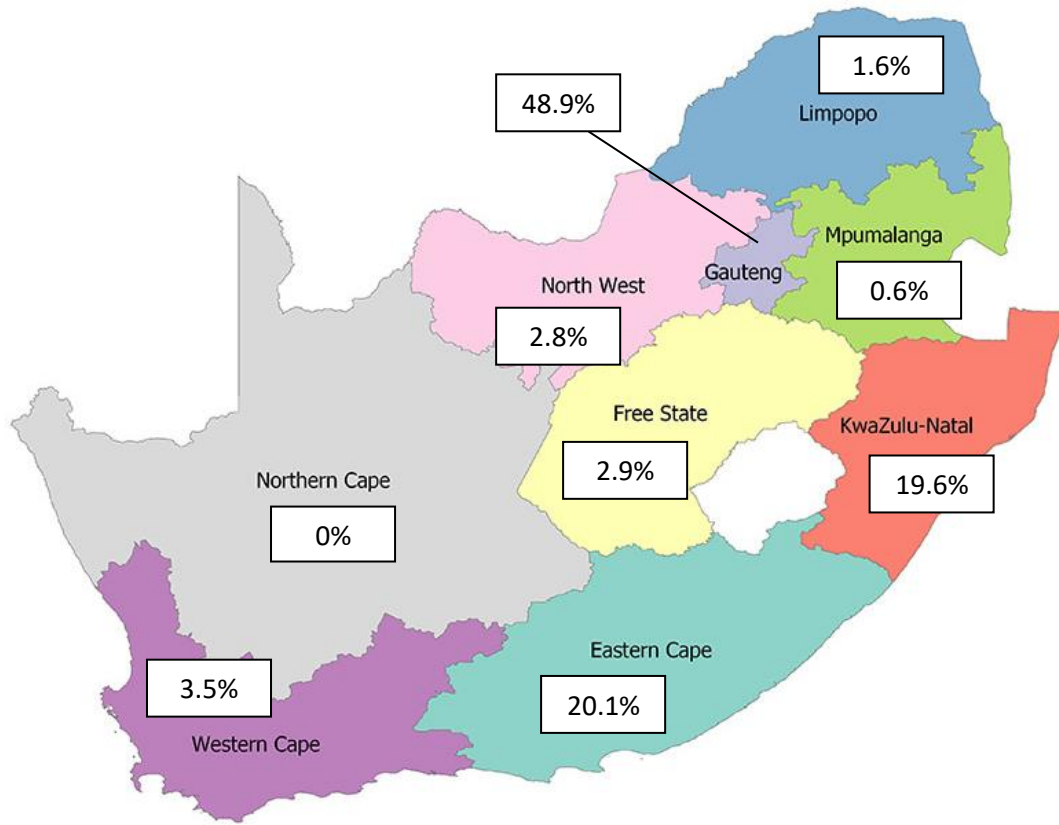 1.6%
48.9%
Limpopo
Mpumalanga
Gauteng
North West
0.6%
2.8%
Free State
KwaZulu-Natal
2.9%
19.6%
Northern Cape
0%
Eastern Cape
3.5%
20.1%
Western Cape